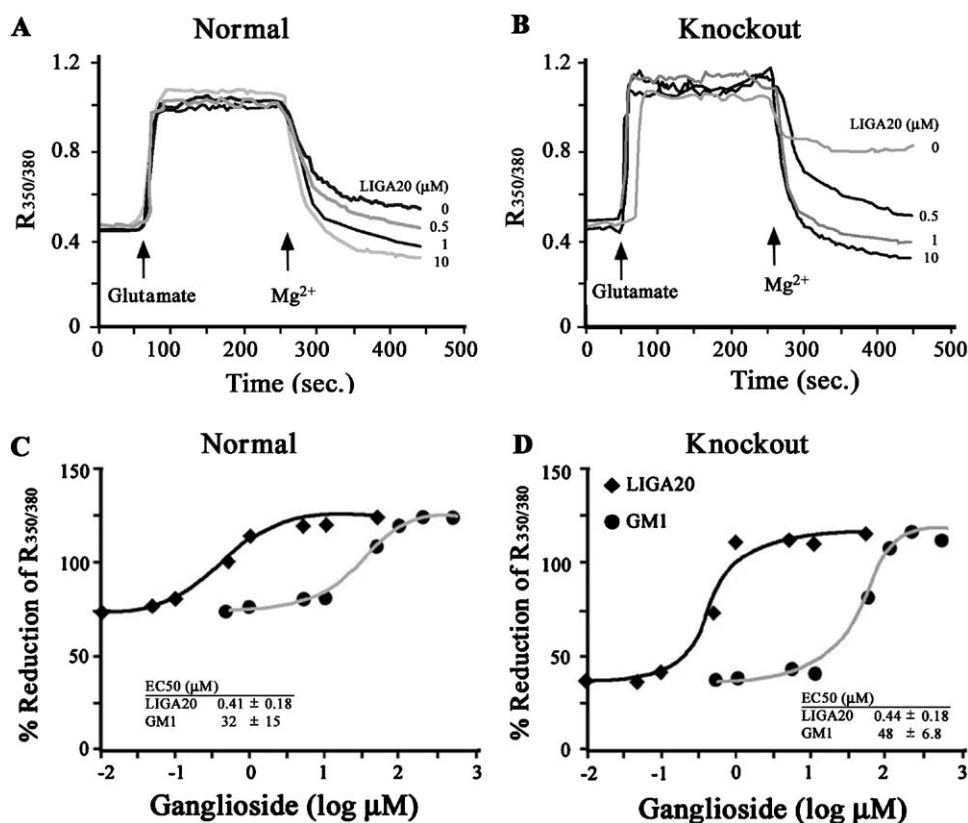 A
Normal
1.2
0.8
0.4
0
R350/380
LIGA20 (μM)
0
0.5
1
10
Glutamate
Mg2+
0 100 200 300 400 500
Time (sec.)
B
Knockout
1.2
0.8
0.4
0
R350/380
LIGA20 (μM)
0
0.5
1
10
Glutamate
Mg2+
0 100 200 300 400 500
Time (sec.)
C
Normal
150
100
50
0
% Reduction of R350/380
EC50 (μM)
LIGA20 0.41 ± 0.18
GM1 32 ± 15
-2 -1 0 1 2 3
Ganglioside (log μM)
D
Knockout
150
100
50
0
% Reduction of R350/380
LIGA20
GM1
EC50 (μM)
LIGA20 0.44 ± 0.18
GM1 48 ± 6.8
-2 -1 0 1 2 3
Ganglioside (log μM)